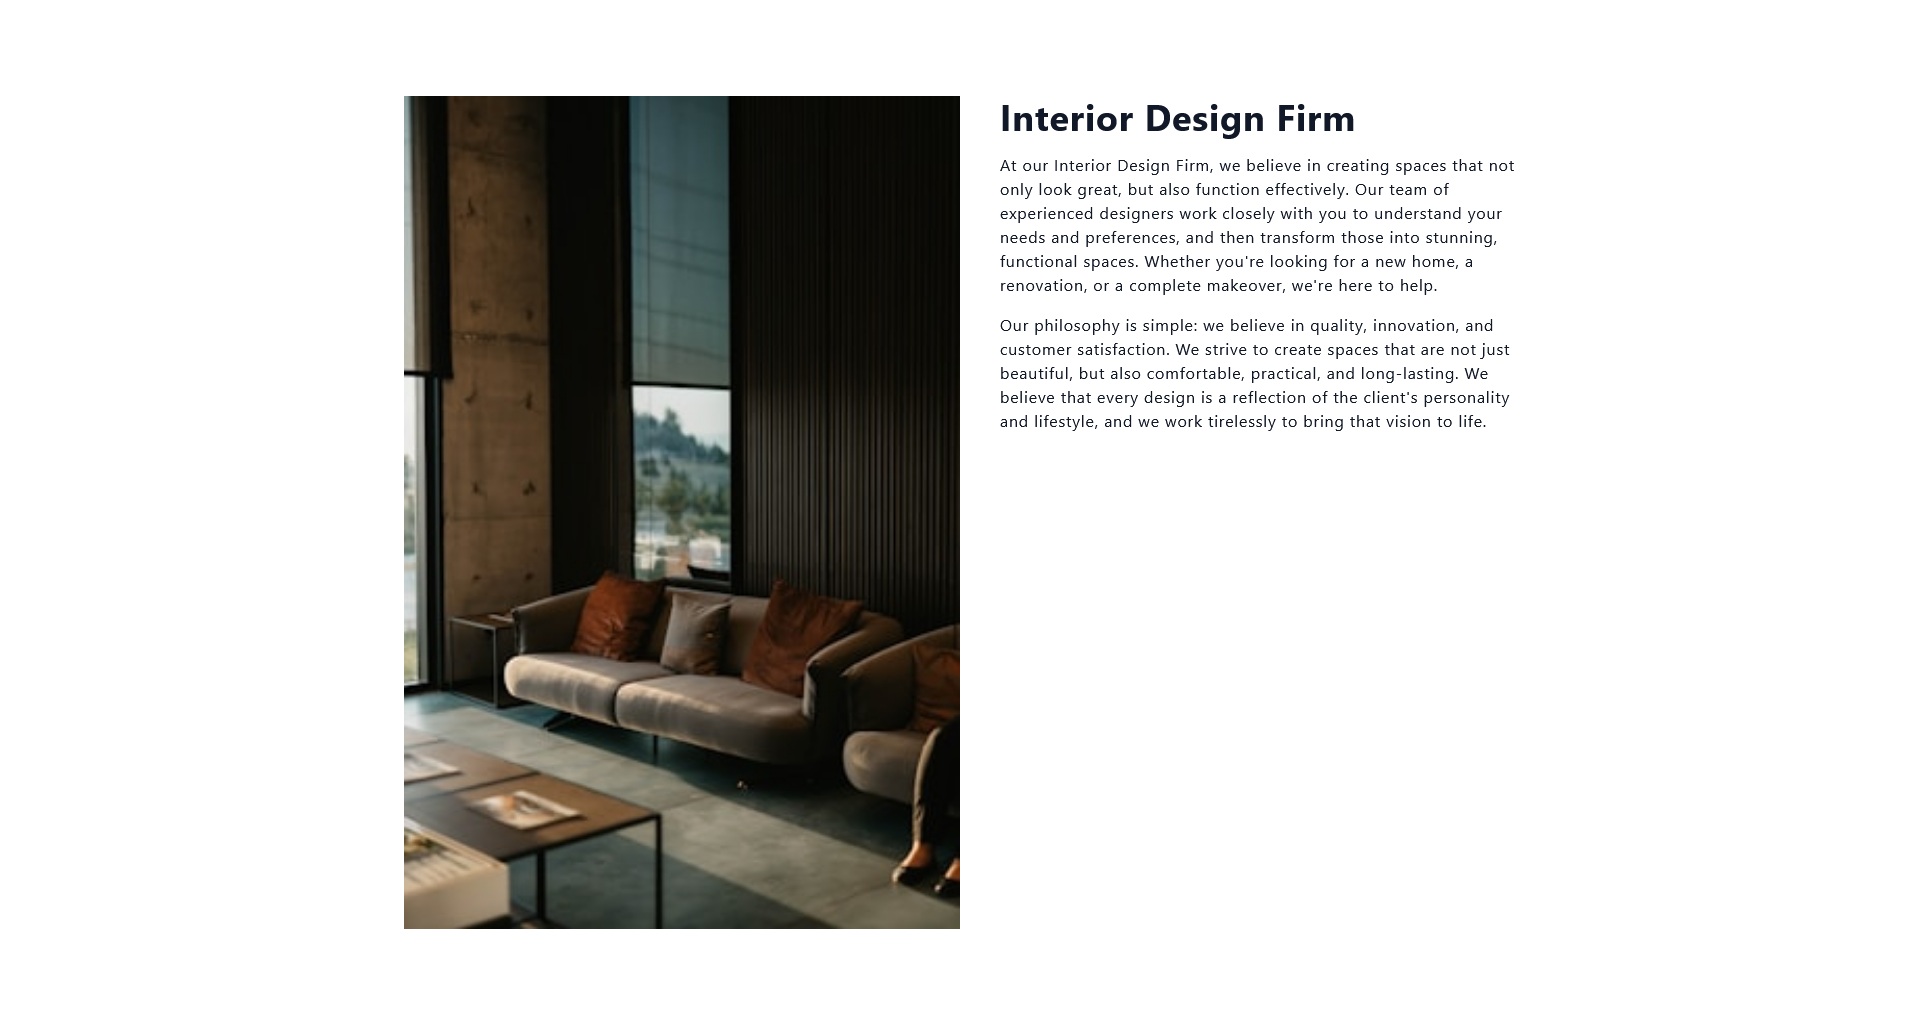 Interior Design Firm
At our Interior Design Firm, we believe in creating spaces that not
only look great, but also function effectively. Our team of
experienced designers work closely with you to understand your
needs and preferences, and then transform those into stunning,
functional spaces. Whether you're looking for a new home, a
renovation, or a complete makeover, we're here to help.
Our philosophy is simple: we believe in quality, innovation, and
customer satisfaction. We strive to create spaces that are not just
beautiful, but also comfortable, practical, and long-lasting. We
believe that every design is a reflection of the client's personality
and lifestyle, and we work tirelessly to bring that vision to life.